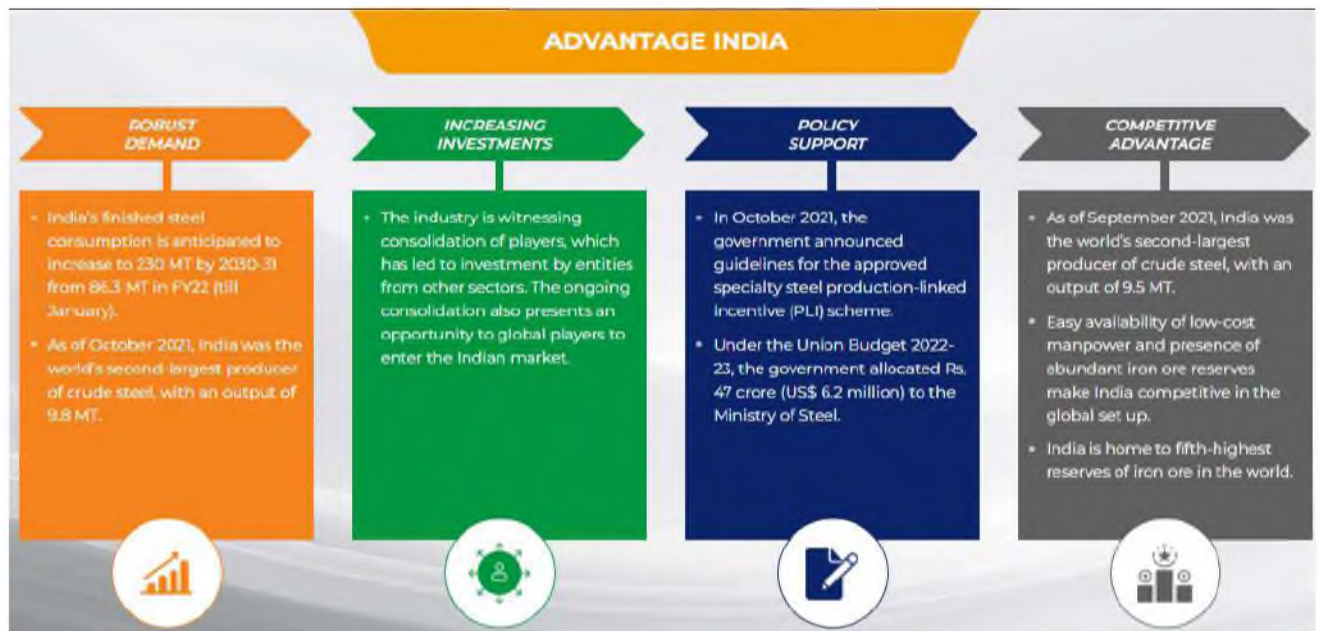 ADVANTAGE INDIA
ROBUST
DEMAND
• India's finished steel
consumption is anticipated to
increase to 230 MT by 2030-31
from 86.3 MT in FY22 (till
January).
• As of October 2021, India was the
world's second-largest producer
of crude steel, with an output of
9.8 MT.
INCREASING
INVESTMENTS
• The industry is witnessing
consolidation of players, which
has led to investment by entities
from other sectors. The ongoing
consolidation also presents an
opportunity to global players to
enter the Indian market.
POLICY
SUPPORT
• In October 2021, the
government announced
guidelines for the approved
specialty steel production-linked
incentive (PLI) scheme.
• Under the Union Budget 2022-
23, the government allocated Rs.
47 crore (US$ 6.2 million) to the
Ministry of Steel.
COMPETITIVE
ADVANTAGE
• As of September 2021, India was
the world's second-largest
producer of crude steel, with an
output of 9.5 MT.
• Easy availability of low-cost
manpower and presence of
abundant iron ore reserves
make India competitive in the
global set up.
• India is home to fifth-highest
reserves of iron ore in the world.